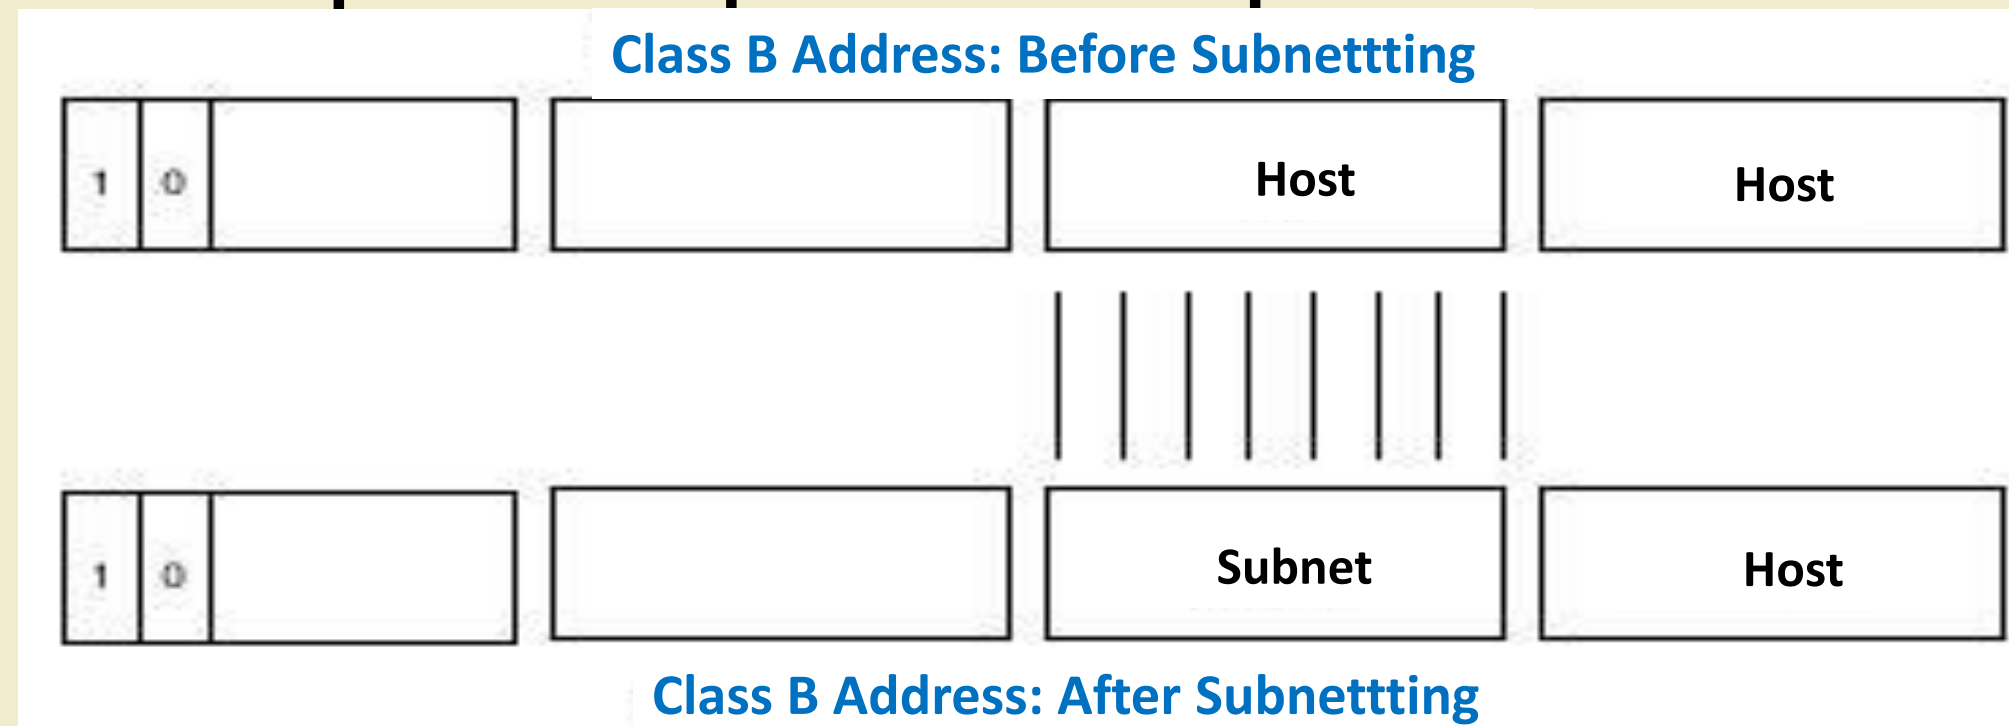 Class B Address: Before Subnettting
1 0 Host Host
1 0 Subnet Host
Class B Address: After Subnettting